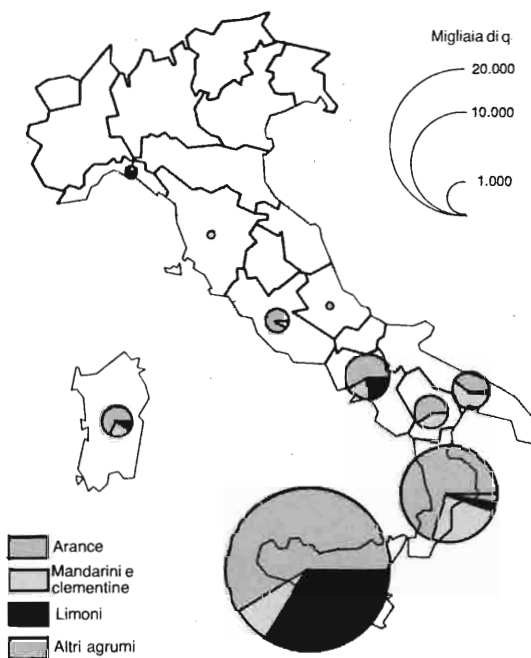 Migliaia di q.
20.000
10.000
1.000
Arance
Mandarini e
clementine
Limoni
Altri agrumi